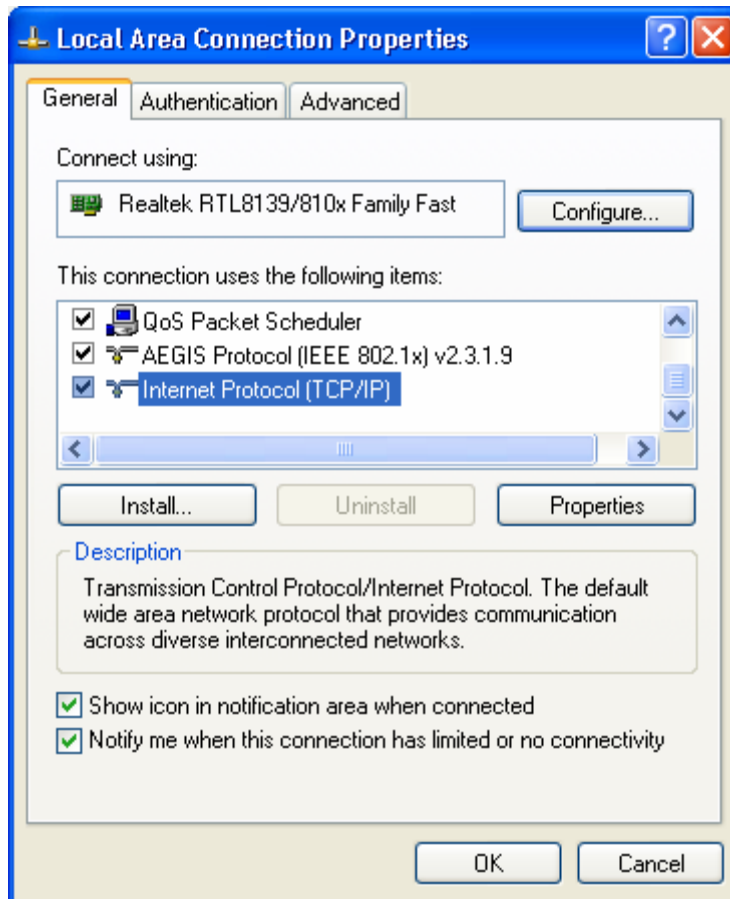 Local Area Connection Properties
General Authentication Advanced
Connect using:
Realtek RTL8139/810x Family Fast
Configure...
This connection uses the following items:
QoS Packet Scheduler
AEGIS Protocol (IEEE 802.1x) v2.3.1.9
Internet Protocol (TCP/IP)
Install... Uninstall Properties
Description
Transmission Control Protocol/Internet Protocol. The default
wide area network protocol that provides communication
across diverse interconnected networks.
Show icon in notification area when connected
Notify me when this connection has limited or no connectivity
OK Cancel